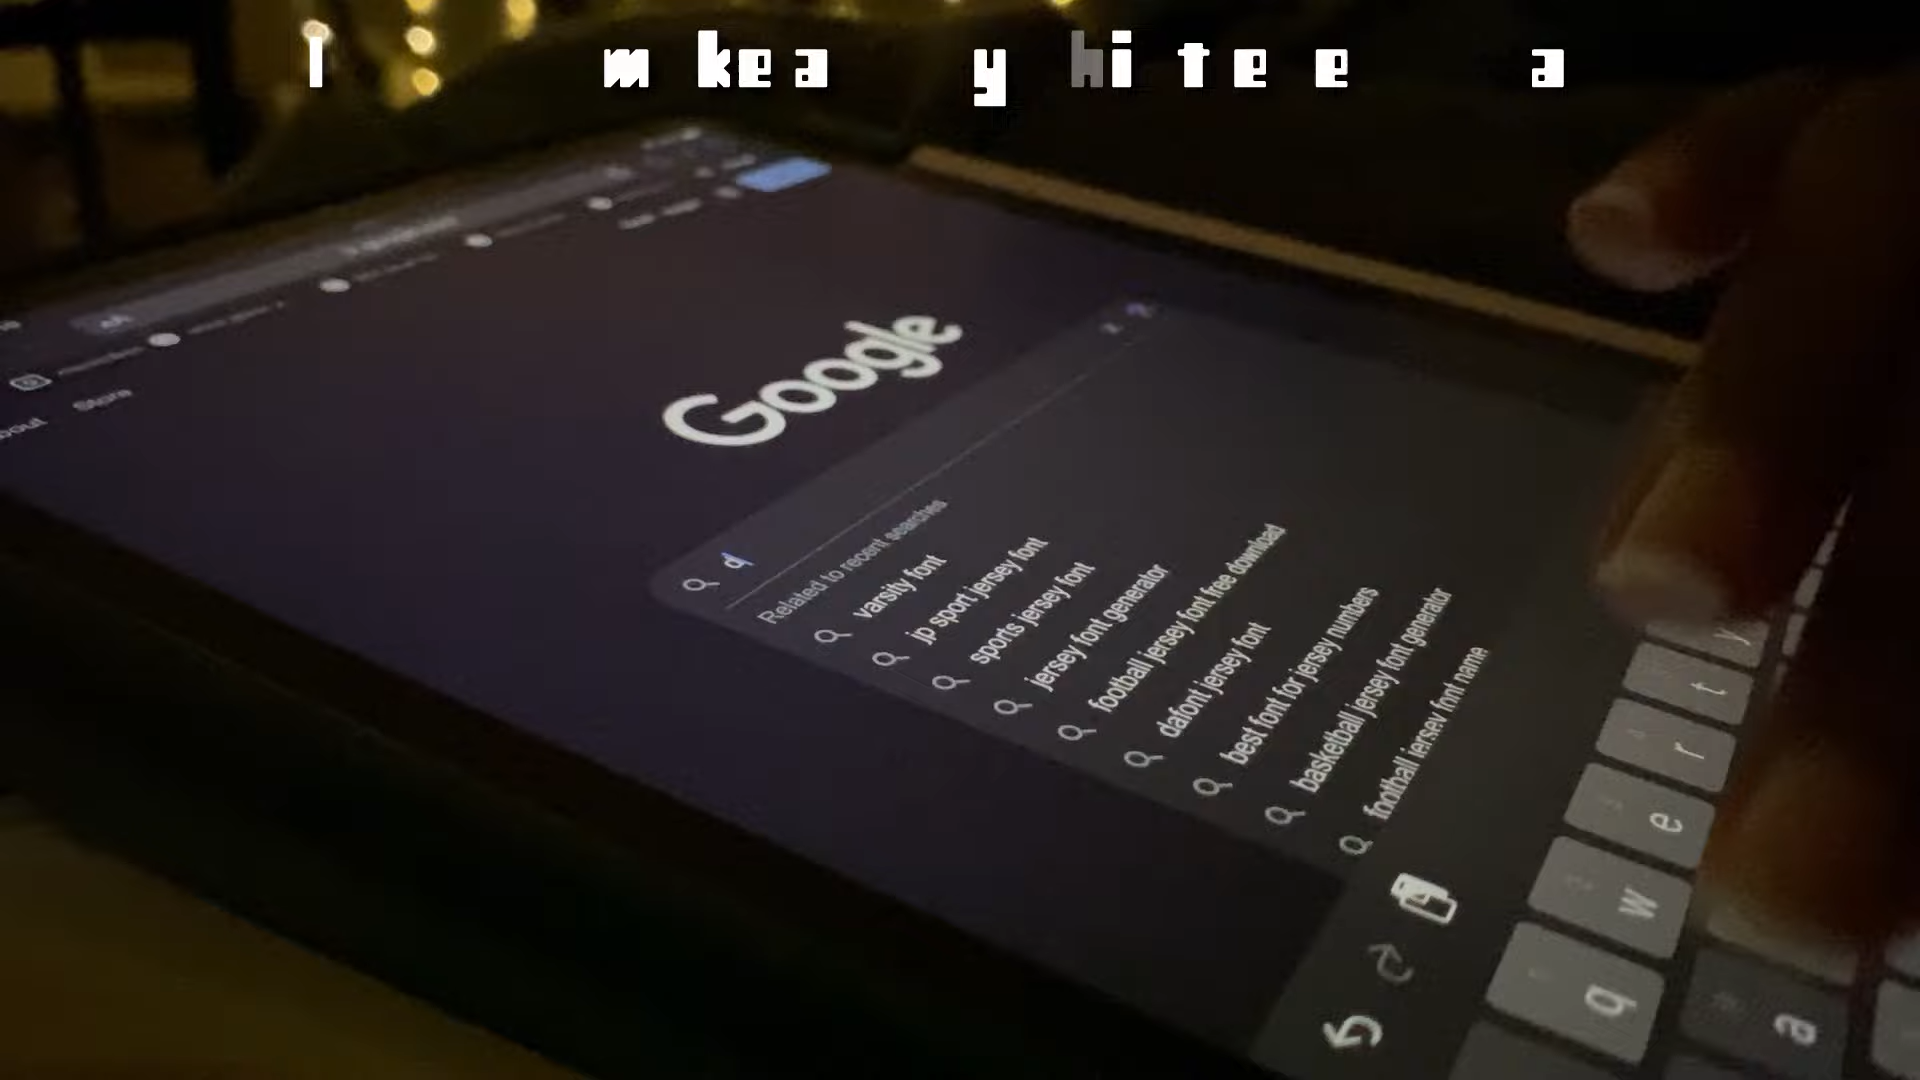 I m kea y hi tee e a
Store
Google
d
Related to recent searches
varsity font
jp sport jersey font
sports jersey font
jersey font generator
football jersey font free download
dafont jersey font
best font for jersey numbers
basketball jersey font generator
football jersey font name
y
t
r
e
w
q
a